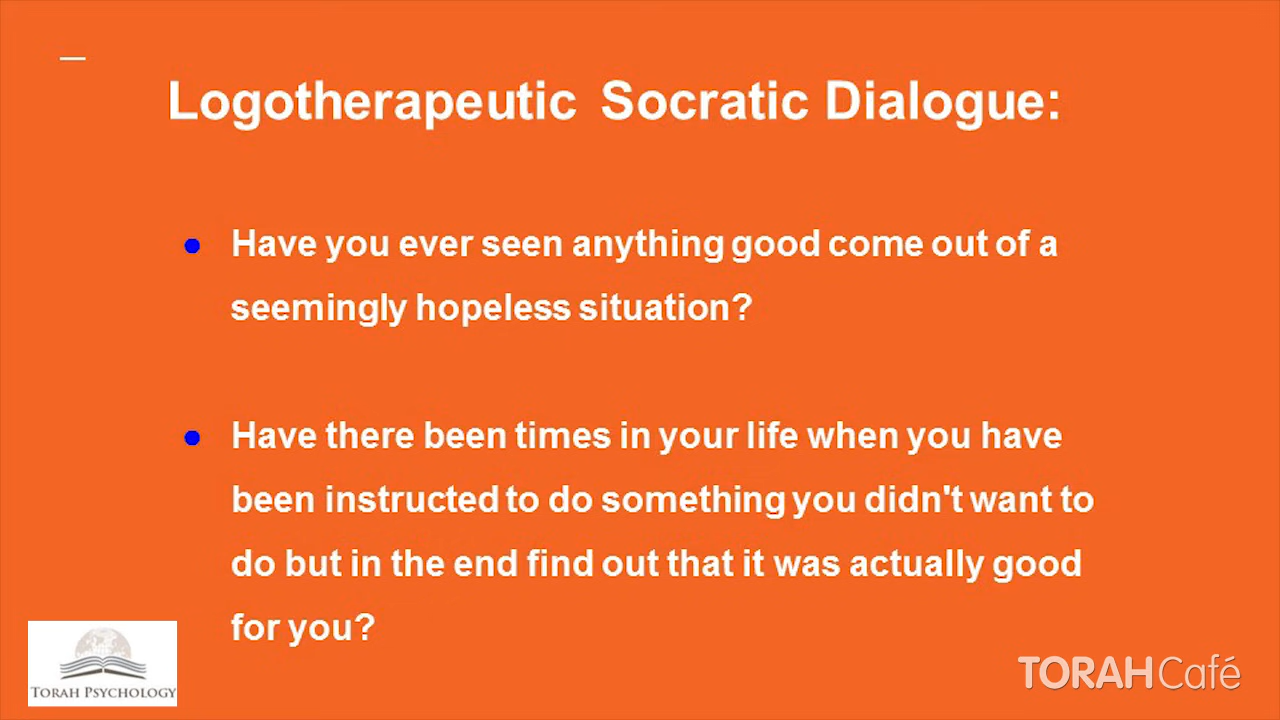 Logotherapeutic Socratic Dialogue:
● Have you ever seen anything good come out of a
seemingly hopeless situation?
● Have there been times in your life when you have
been instructed to do something you didn't want to
do but in the end find out that it was actually good
for you?
TORAH PSYCHOLOGY
TORAHCafé